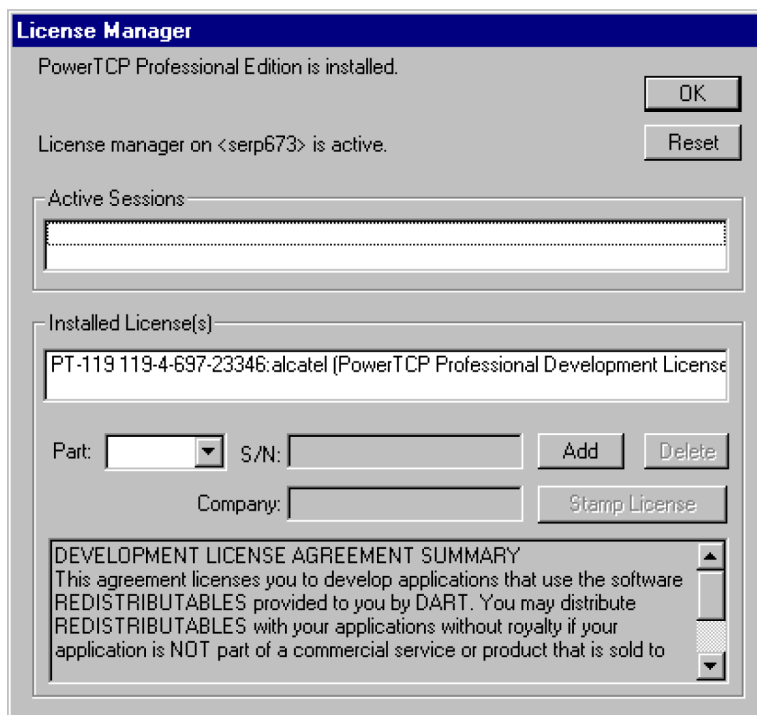 License Manager
PowerTCP Professional Edition is installed.
OK
License manager on <serp673> is active.
Reset
Active Sessions
Installed License(s)
PT-119 119-4-697-23346:alcatel (PowerTCP Professional Development License
Part:
S/N:
Add
Delete
Company:
Stamp License
DEVELOPMENT LICENSE AGREEMENT SUMMARY
This agreement licenses you to develop applications that use the software
REDISTRIBUTABLES provided to you by DART. You may distribute
REDISTRIBUTABLES with your applications without royalty if your
application is NOT part of a commercial service or product that is sold to